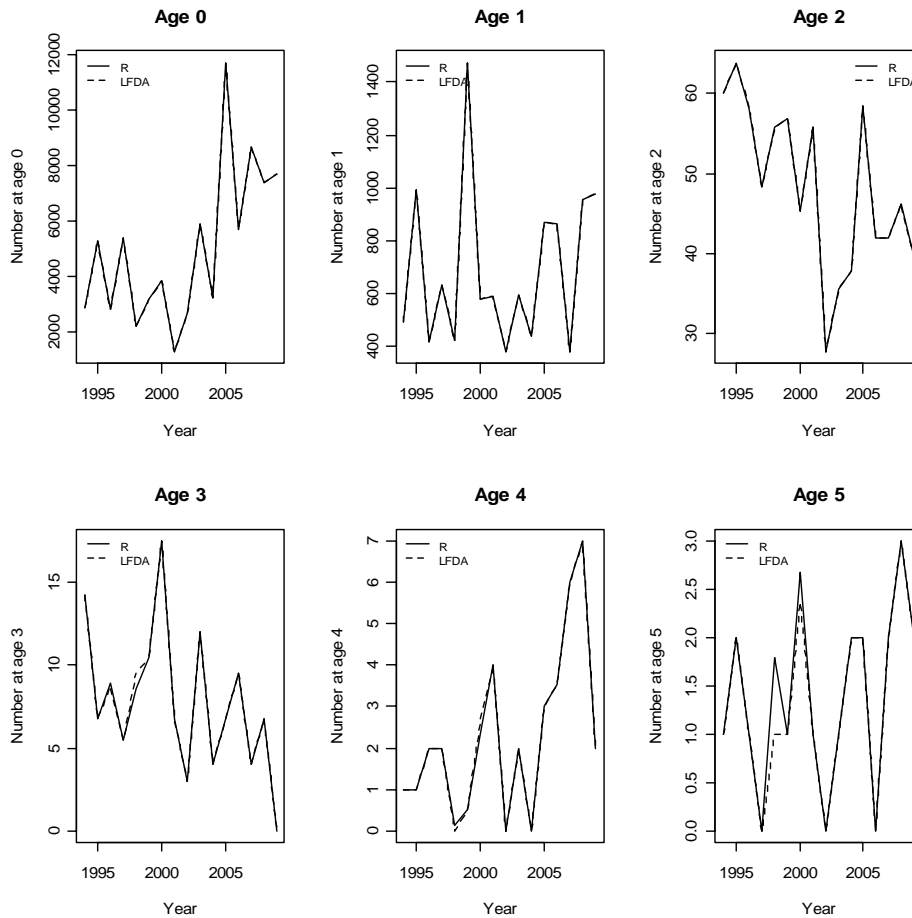 Age 0
Number at age 0
12000
10000
8000
6000
4000
2000
R
LFDA
1995 2000 2005
Year
Age 1
Number at age 1
1400
1200
1000
800
600
400
R
LFDA
1995 2000 2005
Year
Age 2
Number at age 2
60
50
40
30
R
LFDA
1995 2000 2005
Year
Age 3
Number at age 3
15
10
5
0
R
LFDA
1995 2000 2005
Year
Age 4
Number at age 4
7
6
5
4
3
2
1
0
R
LFDA
1995 2000 2005
Year
Age 5
Number at age 5
3.0
2.5
2.0
1.5
1.0
0.5
0.0
R
LFDA
1995 2000 2005
Year